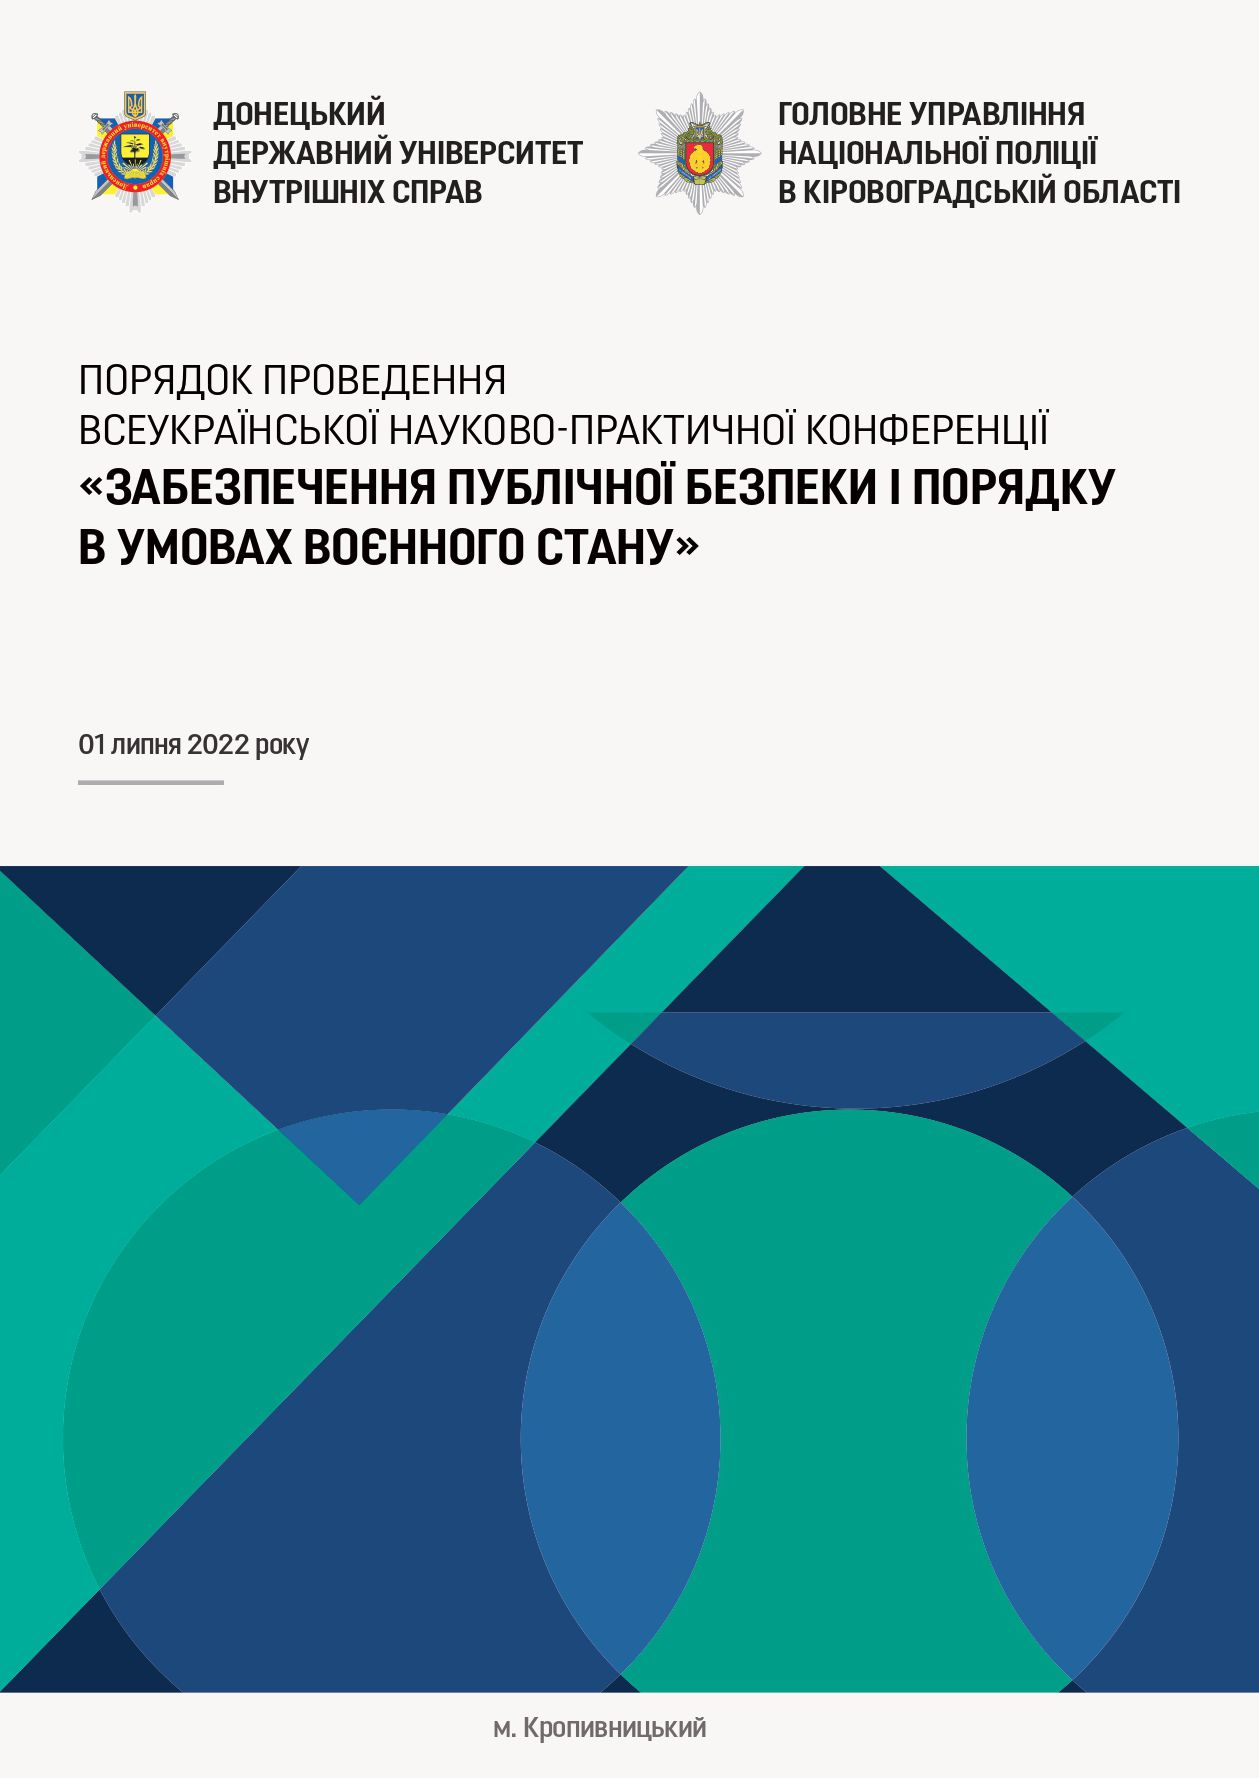 ДОНЕЦЬКИЙ
ДЕРЖАВНИЙ УНІВЕРСИТЕТ
ВНУТРІШНІХ СПРАВ
ГОЛОВНЕ УПРАВЛІННЯ
НАЦІОНАЛЬНОЇ ПОЛІЦІЇ
В КІРОВОГРАДСЬКІЙ ОБЛАСТІ
ПОРЯДОК ПРОВЕДЕННЯ
ВСЕУКРАЇНСЬКОЇ НАУКОВО-ПРАКТИЧНОЇ КОНФЕРЕНЦІЇ
«ЗАБЕЗПЕЧЕННЯ ПУБЛІЧНОЇ БЕЗПЕКИ І ПОРЯДКУ
В УМОВАХ ВОЄННОГО СТАНУ»
01 липня 2022 року
м. Кропивницький